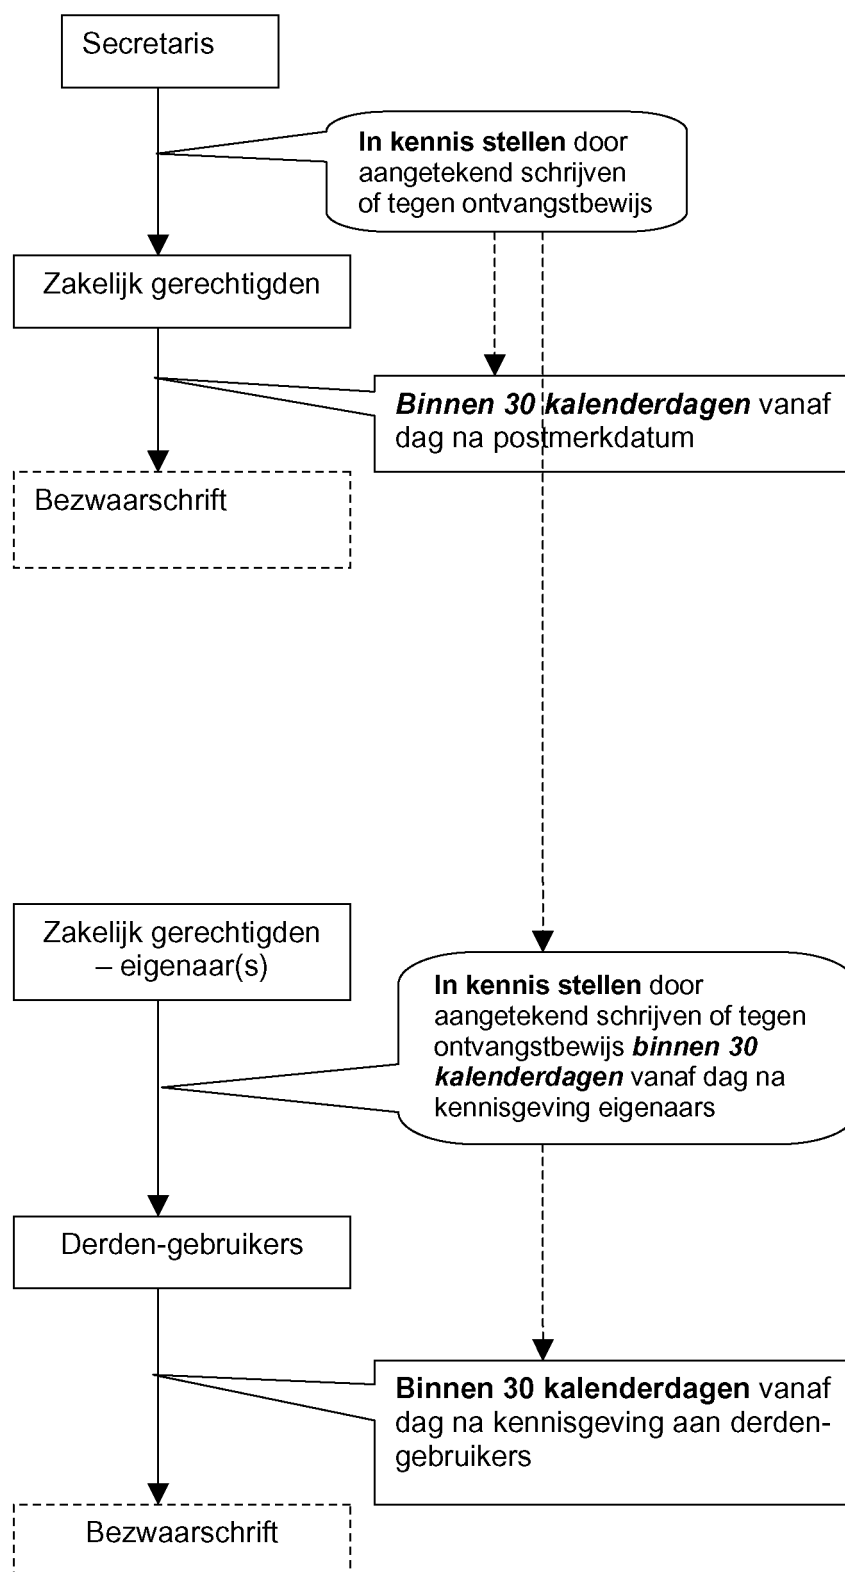 Secretaris
In kennis stellen door
aangetekend schrijven
of tegen ontvangstbewijs
Zakelijk gerechtigden
Binnen 30 kalenderdagen vanaf
dag na postmerkdatum
Bezwaarschrift
Zakelijk gerechtigden
– eigenaar(s)
In kennis stellen door
aangetekend schrijven of tegen
ontvangstbewijs binnen 30
kalenderdagen vanaf dag na
kennisgeving eigenaars
Derden-gebruikers
Binnen 30 kalenderdagen vanaf
dag na kennisgeving aan derden-
gebruikers
Bezwaarschrift